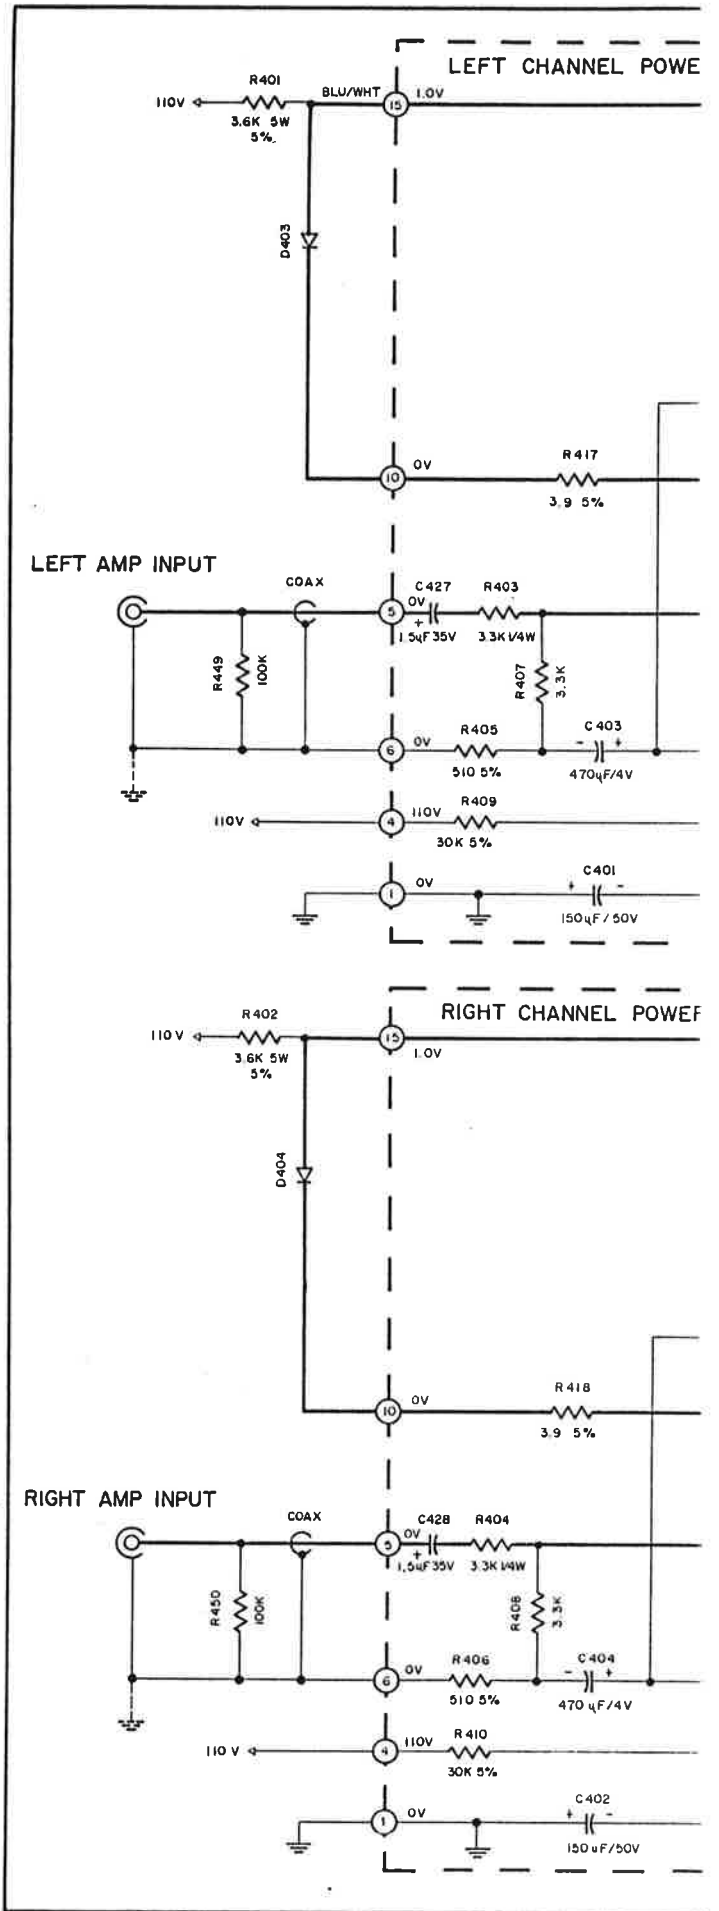 LEFT CHANNEL POWE
R401
110V
3.6K 5W
5%
BLU/WHT
15
1.0V
D403
10
0V
R417
3.9 5%
LEFT AMP INPUT
COAX
5
0V
C427
+
1.5µF 35V
R403
3.3K 1/4W
R449
100K
R407
3.3K
6
0V
R405
510 5%
C403
- +
470µF/4V
110V
4
110V
R409
30K 5%
1
0V
C401
+ -
150µF/50V
RIGHT CHANNEL POWER
R402
110V
3.6K 5W
5%
15
1.0V
D404
10
0V
R418
3.9 5%
RIGHT AMP INPUT
COAX
5
0V
C428
+
1.5µF 35V
R404
3.3K 1/4W
R450
100K
R408
3.3K
6
0V
R406
510 5%
C404
- +
470 µF/4V
110 V
4
110V
R410
30K 5%
1
0V
C402
+ -
150 uF/50V